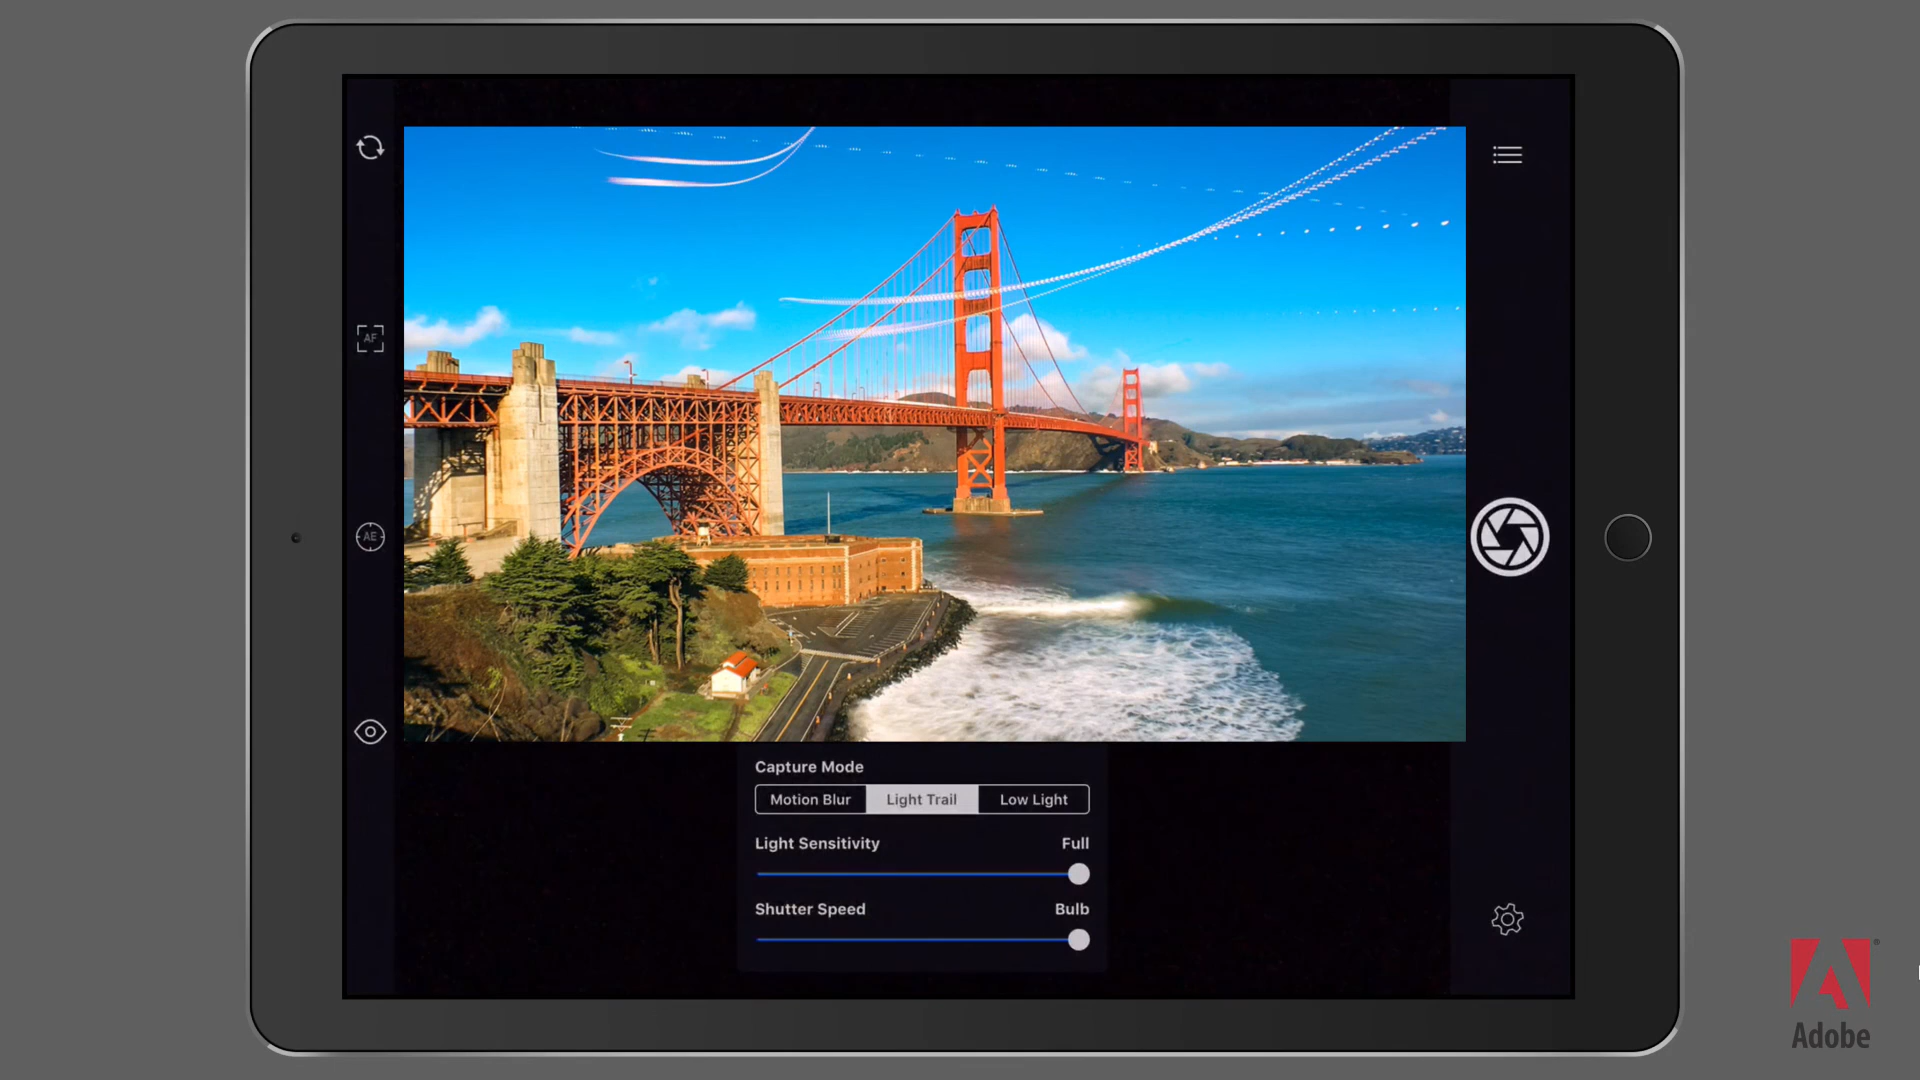 AF
AE
Capture Mode
Motion Blur Light Trail Low Light
Light Sensitivity Full
Shutter Speed Bulb
Adobe